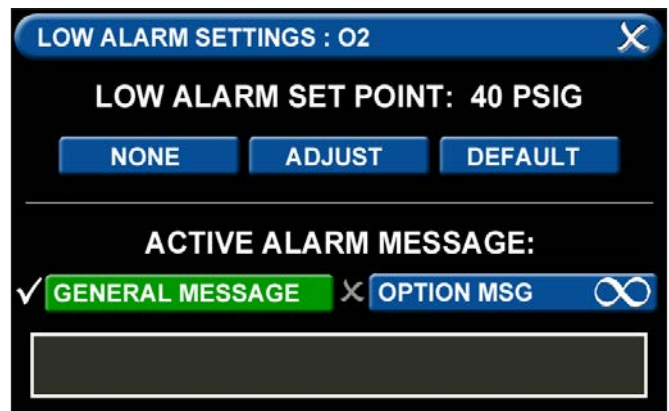 LOW ALARM SETTINGS : O2
LOW ALARM SET POINT: 40 PSIG
NONE ADJUST DEFAULT
ACTIVE ALARM MESSAGE:
GENERAL MESSAGE OPTION MSG